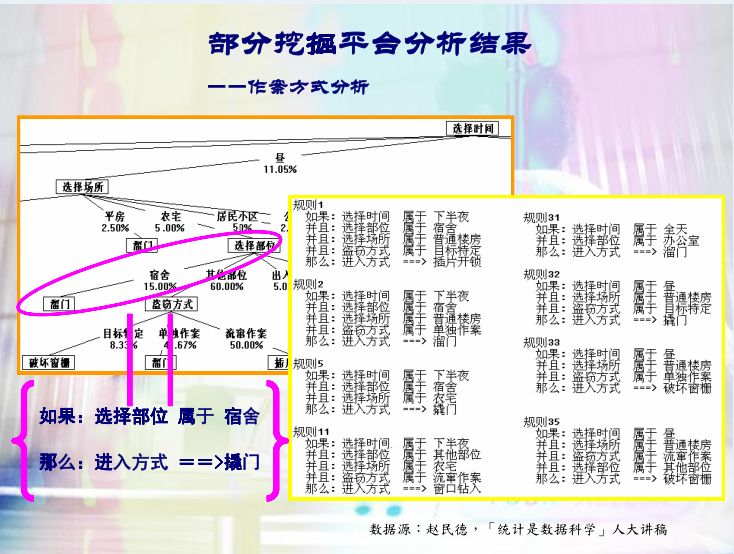 部分挖掘平台分析结果
——作案方式分析
选择时间
昼
11.05%
选择场所
平房 农宅 居民小区
2.50% 5.00% 50%
溜门 选择部位
宿舍 其他部位 出入
15.00% 60.00% 5.0
溜门 盗窃方式
目标特定 单独作案 流窜作案
8.33% 41.67% 50.00%
破坏窗栅 溜门 插片
如果：选择部位 属于 宿舍
那么：进入方式 ==>撬门
规则1
如果：选择时间 属于 下半夜
并且：选择部位 属于 宿舍
并且：选择场所 属于 普通楼房
并且：盗窃方式 属于 目标特定
那么：进入方式 ===> 插片开锁
规则2
如果：选择时间 属于 下半夜
并且：选择部位 属于 宿舍
并且：选择场所 属于 普通楼房
并且：盗窃方式 属于 单独作案
那么：进入方式 ===> 溜门
规则5
如果：选择时间 属于 下半夜
并且：选择部位 属于 宿舍
并且：选择场所 属于 农宅
那么：进入方式 ===> 撬门
规则11
如果：选择时间 属于 下半夜
并且：选择部位 属于 其他部位
并且：选择场所 属于 农宅
并且：盗窃方式 属于 流窜作案
那么：进入方式 ===> 窗口钻入
规则31
如果：选择时间 属于 全天
并且：选择部位 属于 办公室
那么：进入方式 ===> 溜门
规则32
如果：选择时间 属于 昼
并且：选择场所 属于 普通楼房
并且：盗窃方式 属于 目标特定
那么：进入方式 ===> 撬门
规则33
如果：选择时间 属于 昼
并且：选择场所 属于 普通楼房
并且：盗窃方式 属于 单独作案
那么：进入方式 ===> 破坏窗栅
规则35
如果：选择时间 属于 昼
并且：选择场所 属于 普通楼房
并且：盗窃方式 属于 流窜作案
并且：选择部位 属于 其他部位
那么：进入方式 ===> 破坏窗栅
数据源：赵民德，「统计是数据科学」人大讲稿